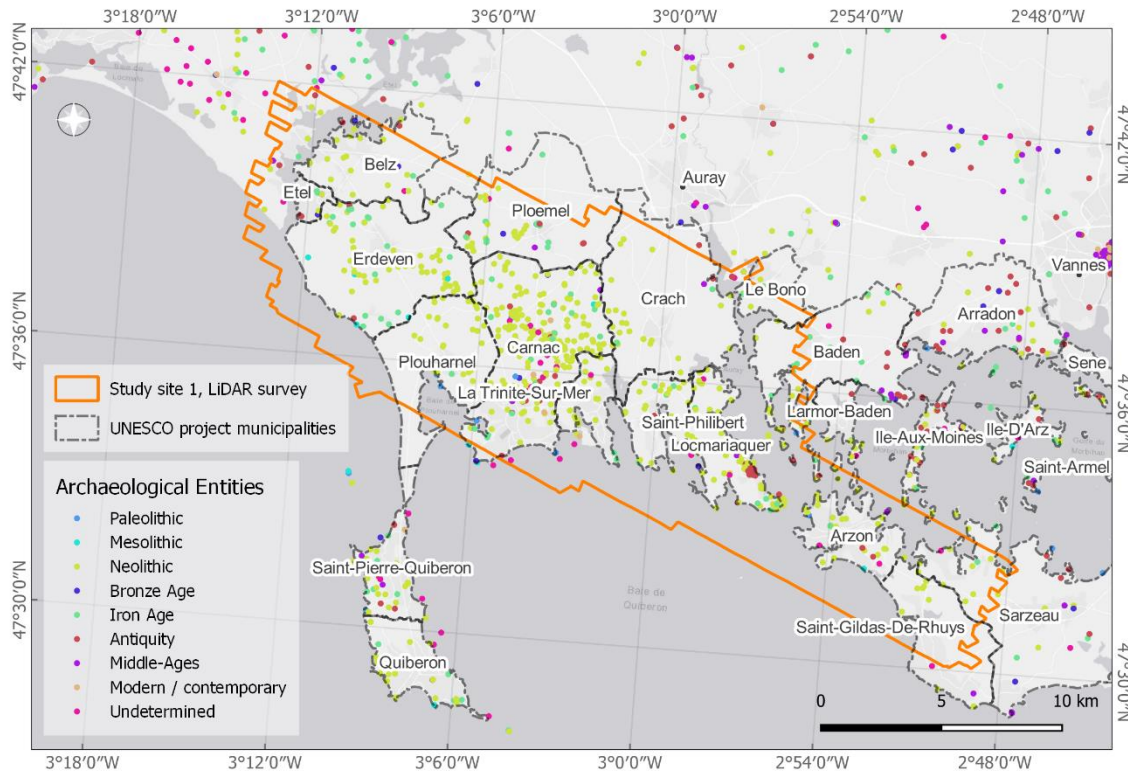 3°18'0"W 3°12'0"W 3°6'0"W 3°0'0"W 2°54'0"W 2°48'0"W
47°42'0"N
47°36'0"N
47°30'0"N
47°42'0"N
47°36'0"N
47°30'0"N
Belz
Etel
Auray
Ploemel
Erdeven
Vannes
Le Bono
Crach
Arradon
Carnac
Baden
Plouharnel
Sene
La Trinite-Sur-Mer
Larmor-Baden
Saint-Philibert
Ile-Aux-Moines
Ile-D'Arz
Locmariaquer
Saint-Armel
Arzon
Saint-Pierre-Quiberon
Baie de
Quiberon
Saint-Gildas-De-Rhuys
Sarzeau
Quiberon
Study site 1, LiDAR survey
UNESCO project municipalities
Archaeological Entities
Paleolithic
Mesolithic
Neolithic
Bronze Age
Iron Age
Antiquity
Middle-Ages
Modern / contemporary
Undetermined
0 5 10 km
3°18'0"W 3°12'0"W 3°6'0"W 3°0'0"W 2°54'0"W 2°48'0"W